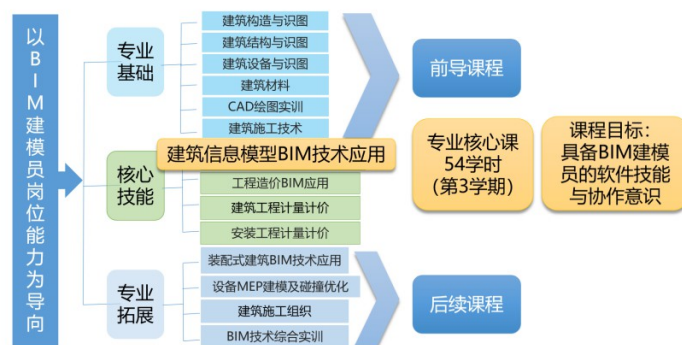 以BIM建模员岗位能力为导向
专业
基础
建筑构造与识图
建筑结构与识图
建筑设备与识图
建筑材料
CAD绘图实训
建筑施工技术
前导课程
核心
技能
建筑信息模型BIM技术应用
工程造价BIM应用
建筑工程计量计价
安装工程计量计价
专业核心课
54学时
（第3学期）
课程目标：
具备BIM建模
员的软件技能
与协作意识
专业
拓展
装配式建筑BIM技术应用
设备MEP建模及碰撞优化
建筑施工组织
BIM技术综合实训
后续课程